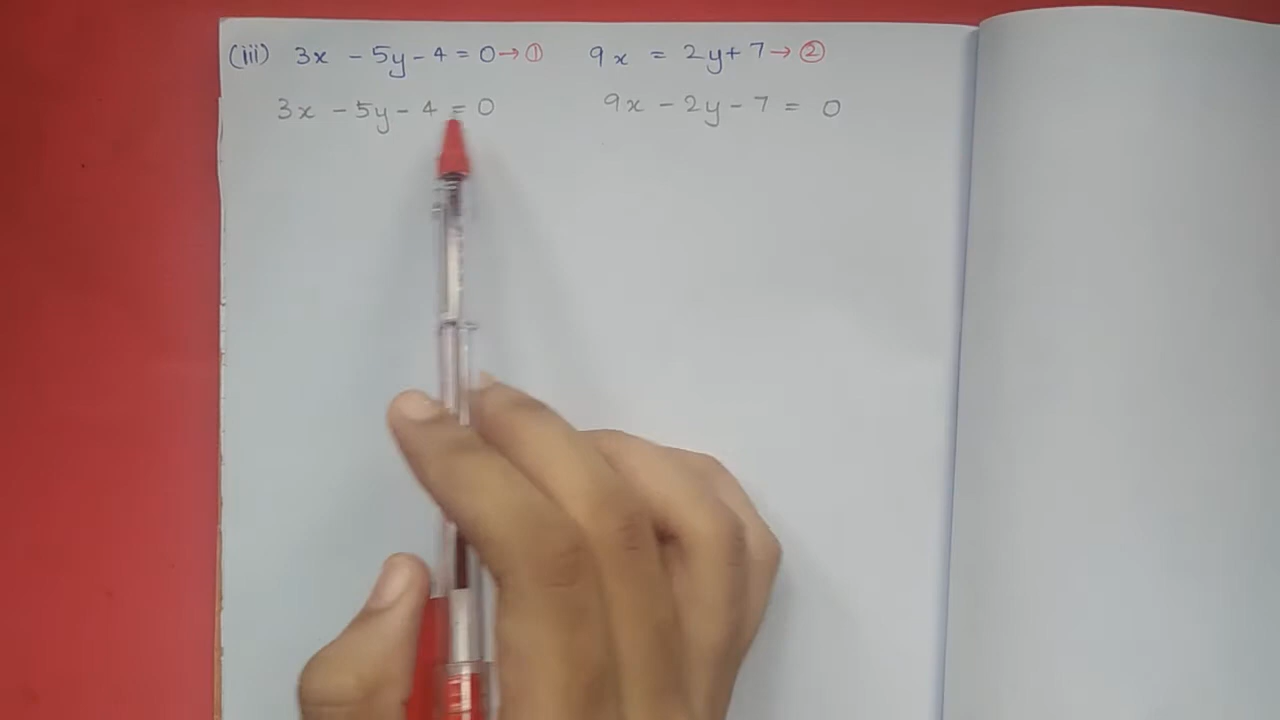 (iii) 3x - 5y - 4 = 0 → ① 9x = 2y + 7 → ②
3x - 5y - 4 = 0 9x - 2y - 7 = 0